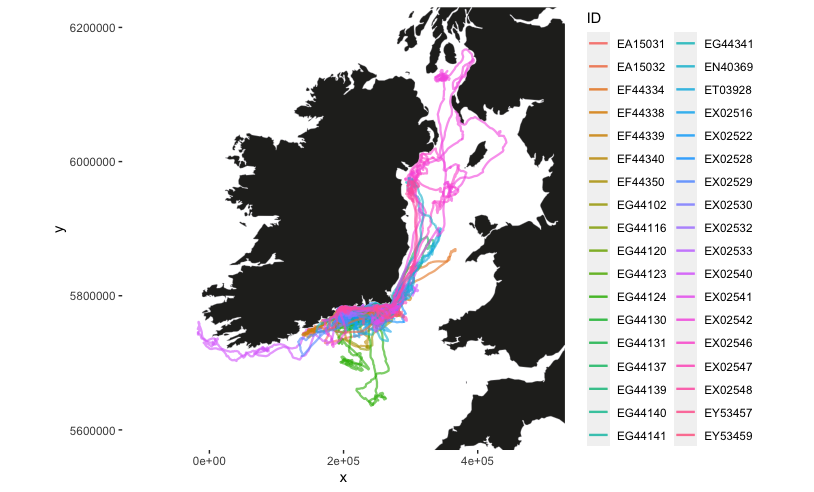 ID
6200000
6000000
5800000
5600000
y
0e+00
2e+05
4e+05
x
EA15031
EA15032
EF44334
EF44338
EF44339
EF44340
EF44350
EG44102
EG44116
EG44120
EG44123
EG44124
EG44130
EG44131
EG44137
EG44139
EG44140
EG44141
EG44341
EN40369
ET03928
EX02516
EX02522
EX02528
EX02529
EX02530
EX02532
EX02533
EX02540
EX02541
EX02542
EX02546
EX02547
EX02548
EY53457
EY53459